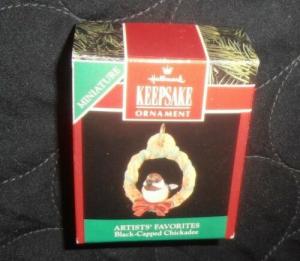 MINIATURE
Hallmark
KEEPSAKE
ORNAMENT
ARTISTS' FAVORITES
Black-Capped Chickadee